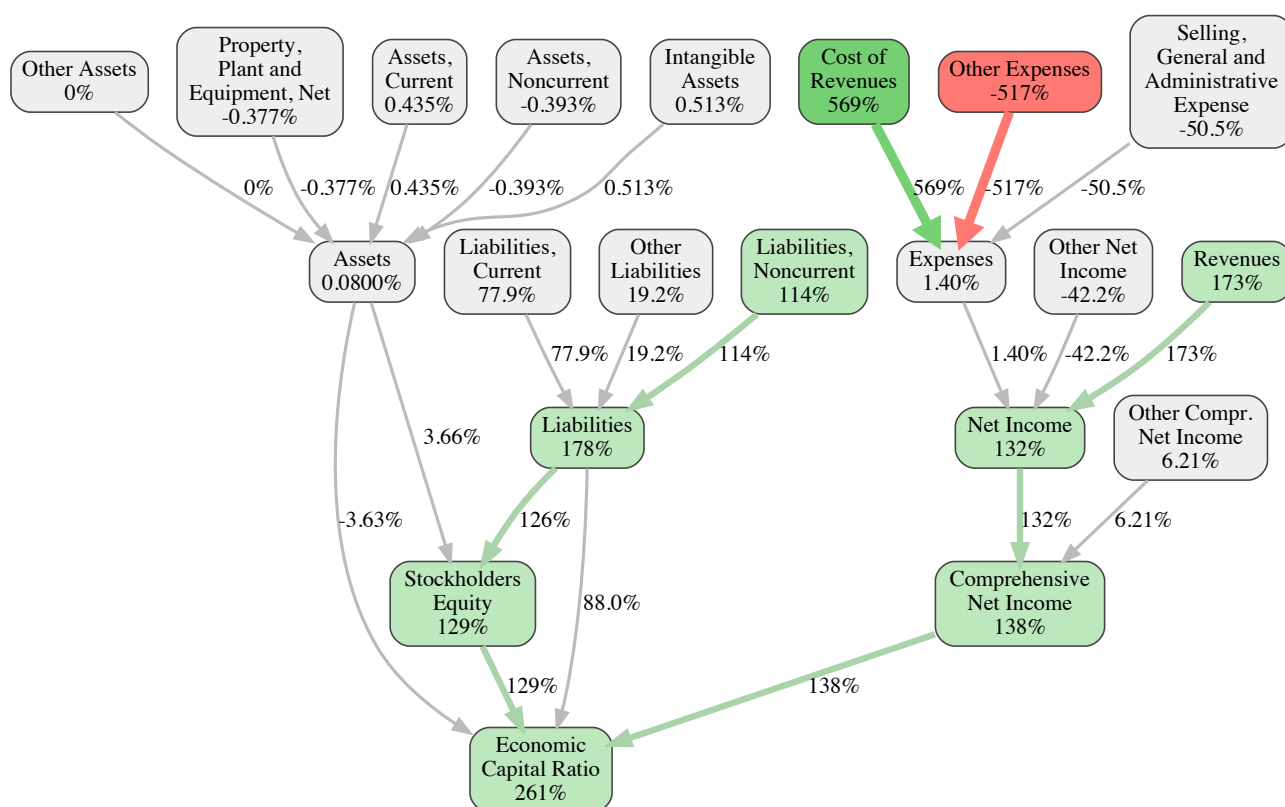 Other Assets
0%
Property,
Plant and
Equipment, Net
-0.377%
Assets,
Current
0.435%
Assets,
Noncurrent
-0.393%
Intangible
Assets
0.513%
Cost of
Revenues
569%
Other Expenses
-517%
Selling,
General and
Administrative
Expense
-50.5%
0%
-0.377%
0.435%
-0.393%
0.513%
569%
-517%
-50.5%
Assets
0.0800%
Liabilities,
Current
77.9%
Other
Liabilities
19.2%
Liabilities,
Noncurrent
114%
Expenses
1.40%
Other Net
Income
-42.2%
Revenues
173%
77.9%
19.2%
114%
1.40%
-42.2%
173%
Liabilities
178%
Net Income
132%
Other Compr.
Net Income
6.21%
3.66%
-3.63%
126%
88.0%
132%
6.21%
Stockholders
Equity
129%
Comprehensive
Net Income
138%
129%
138%
Economic
Capital Ratio
261%